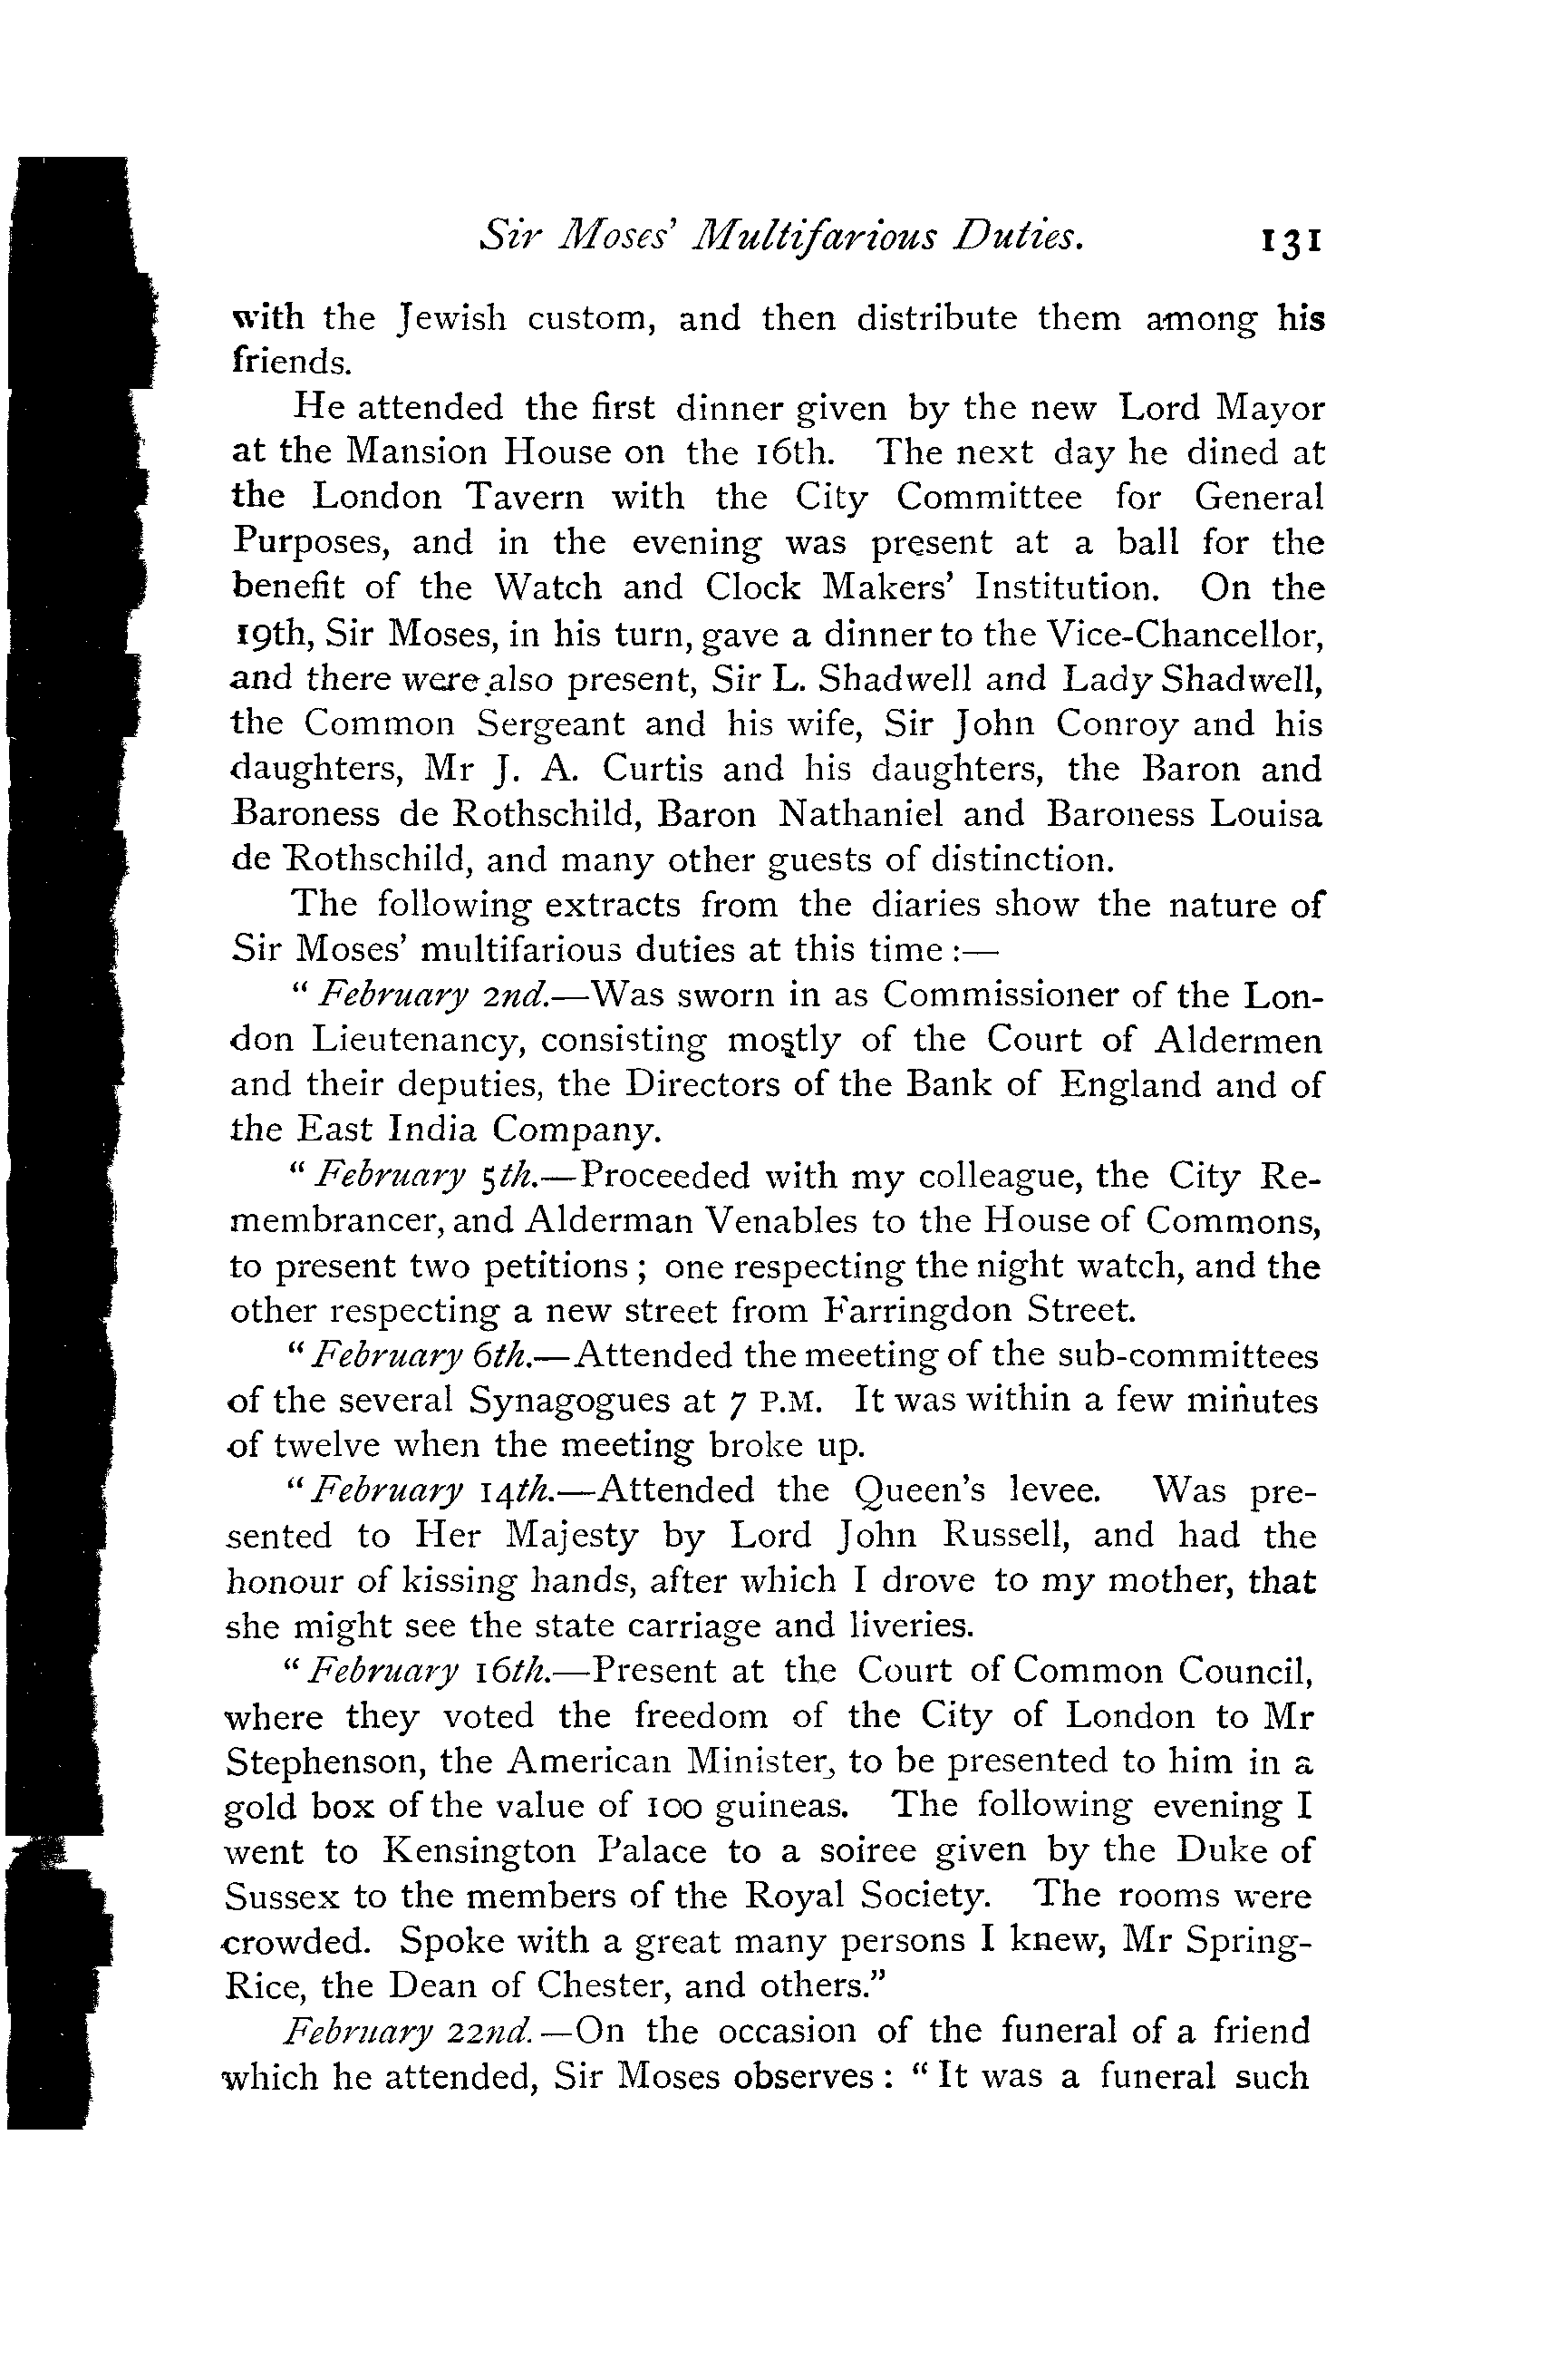 Sir Moses' Multifarious Duties. 131
with the Jewish custom, and then distribute them among his
friends.
He attended the first dinner given by the new Lord Mayor
at the Mansion House on the 16th. The next day he dined at
the London Tavern with the City Committee for General
Purposes, and in the evening was present at a ball for the
benefit of the Watch and Clock Makers' Institution. On the
19th, Sir Moses, in his turn, gave a dinner to the Vice-Chancellor,
and there were also present, Sir L. Shadwell and Lady Shadwell,
the Common Sergeant and his wife, Sir John Conroy and his
daughters, Mr J. A. Curtis and his daughters, the Baron and
Baroness de Rothschild, Baron Nathaniel and Baroness Louisa
de Rothschild, and many other guests of distinction.
The following extracts from the diaries show the nature of
Sir Moses' multifarious duties at this time :—
"February 2nd.—Was sworn in as Commissioner of the Lon-
don Lieutenancy, consisting mostly of the Court of Aldermen
and their deputies, the Directors of the Bank of England and of
the East India Company.
"February 5th.—Proceeded with my colleague, the City Re-
membrancer, and Alderman Venables to the House of Commons,
to present two petitions ; one respecting the night watch, and the
other respecting a new street from Farringdon Street.
"February 6th.—Attended the meeting of the sub-committees
of the several Synagogues at 7 P.M. It was within a few minutes
of twelve when the meeting broke up.
"February 14th.—Attended the Queen's levee. Was pre-
sented to Her Majesty by Lord John Russell, and had the
honour of kissing hands, after which I drove to my mother, that
she might see the state carriage and liveries.
"February 16th.—Present at the Court of Common Council,
where they voted the freedom of the City of London to Mr
Stephenson, the American Minister, to be presented to him in a
gold box of the value of 100 guineas. The following evening I
went to Kensington Palace to a soiree given by the Duke of
Sussex to the members of the Royal Society. The rooms were
crowded. Spoke with a great many persons I knew, Mr Spring-
Rice, the Dean of Chester, and others."
February 22nd.—On the occasion of the funeral of a friend
which he attended, Sir Moses observes : "It was a funeral such